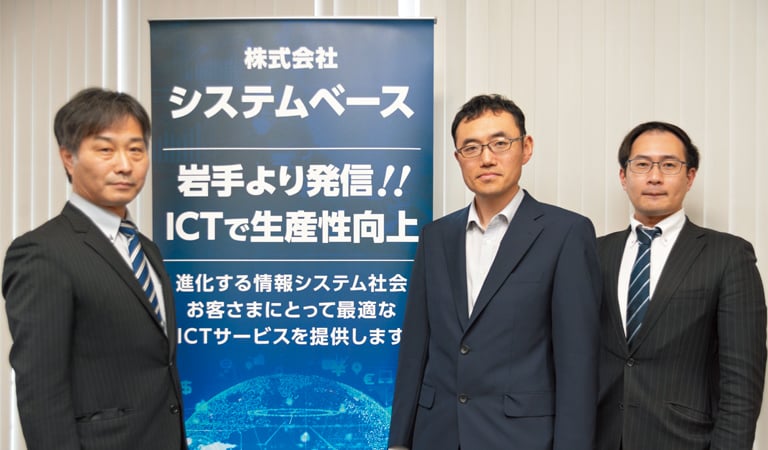 株式会社
システムベース
岩手より発信!!
ICTで生産性向上
進化する情報システム社会
お客さまにとって最適な
ICTサービスを提供します